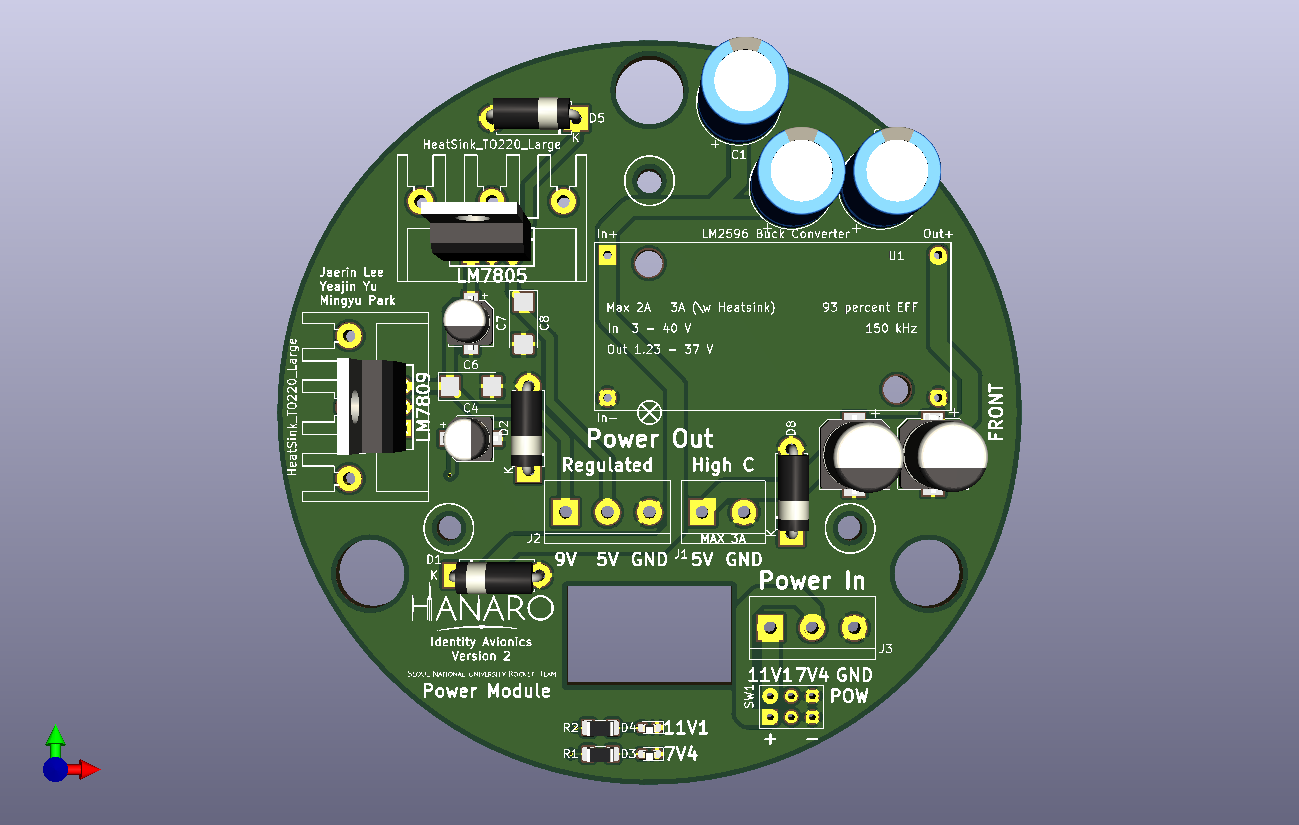 D5
K
HeatSink_TO220_Large
+
C1
+
+
LM2596 Buck Converter
In+
Out+
U1
LM7805
Jaerin Lee
Yeajin Yu
Mingyu Park
Max 2A   3A (\w Heatsink)
93 percent EFF
In  3 - 40 V
150 kHz
Out 1.23 - 37 V
+
C7
C8
C6
HeatSink_TO220_Large
LM7809
C4
+
D2
K
In-
D8
+
+
FRONT
Power Out
Regulated
High C
J2
MAX 3A
K
9V
5V
GND
J1
5V
GND
D1
K
HANARO
Identity Avionics
Version 2
Seoul National University Rocket Team
Power Module
Power In
J3
11V1
7V4
GND
SW1
POW
+
-
R2
D4
11V1
R1
D3
7V4